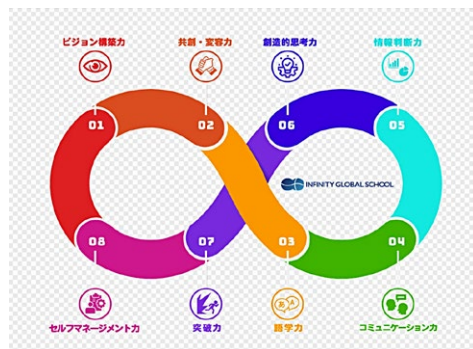 ビジョン構築力
共創・変容力
創造的思考力
情報判断力
01
02
06
05
INFINITY GLOBAL SCHOOL
08
07
03
04
あ
A
セルフマネージメント力
突破力
語学力
コミュニケーション力